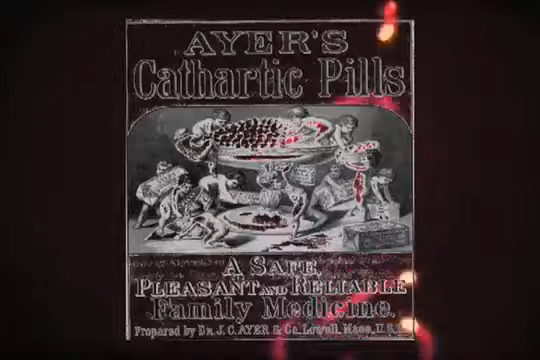 AYER'S
Cathartic Pills
A SAFE,
PLEASANT AND RELIABLE
Family Medicine.
Prepared by DR. J. C. AYER & Co. Lowell, Mass., U.S.A.